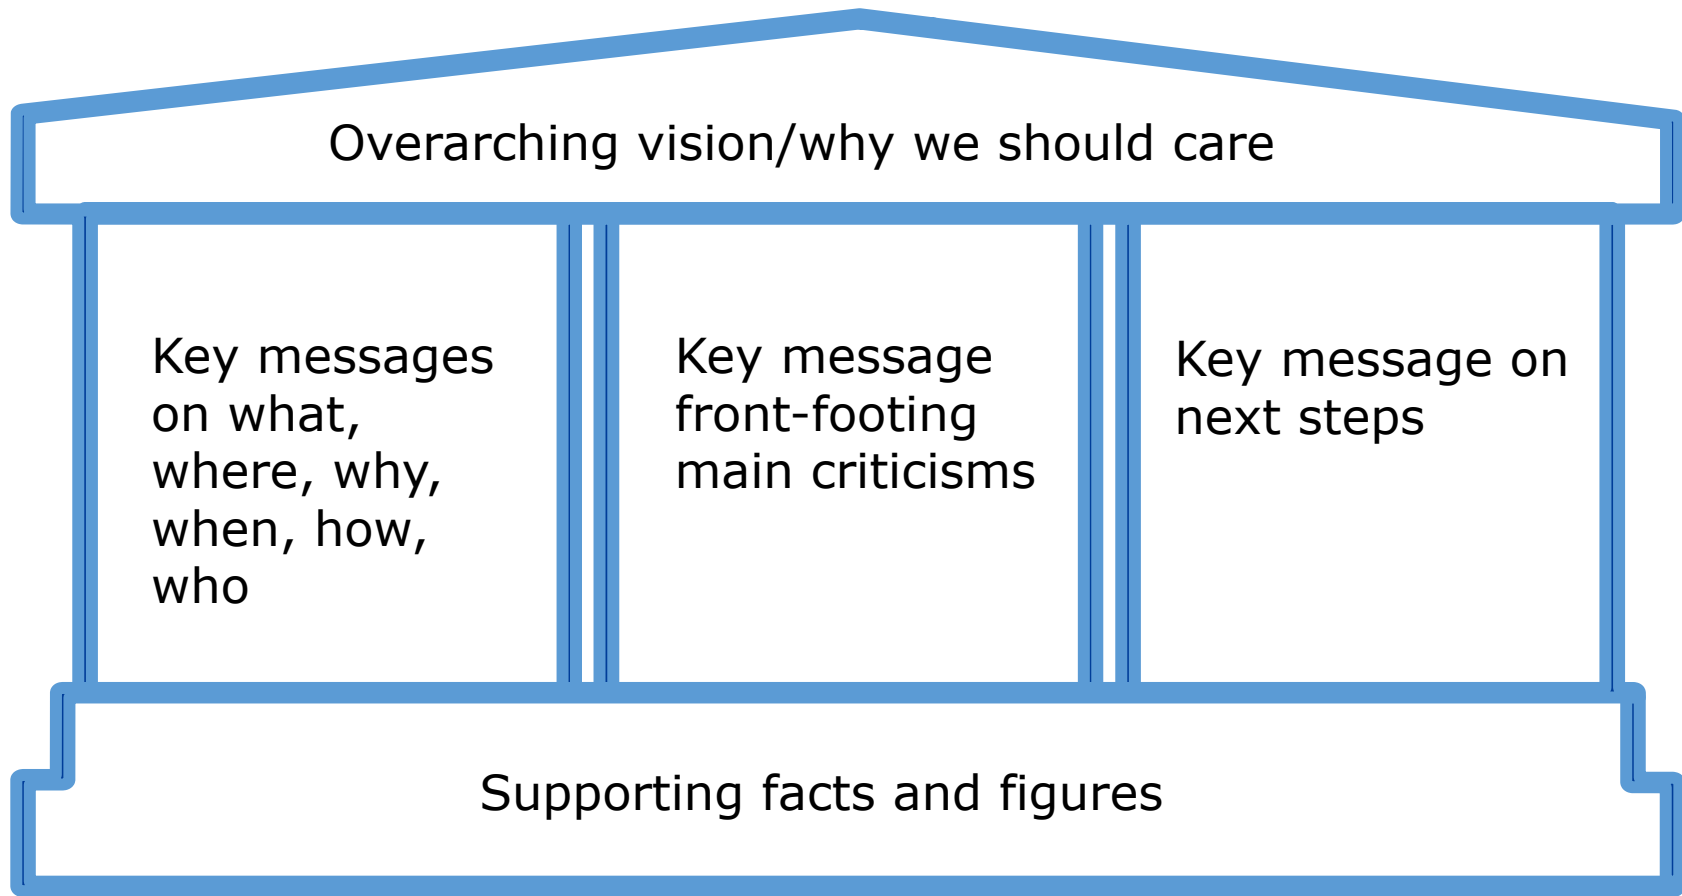 Overarching vision/why we should care
Key messages
on what,
where, why,
when, how,
who
Key message
front-footing
main criticisms
Key message on
next steps
Supporting facts and figures